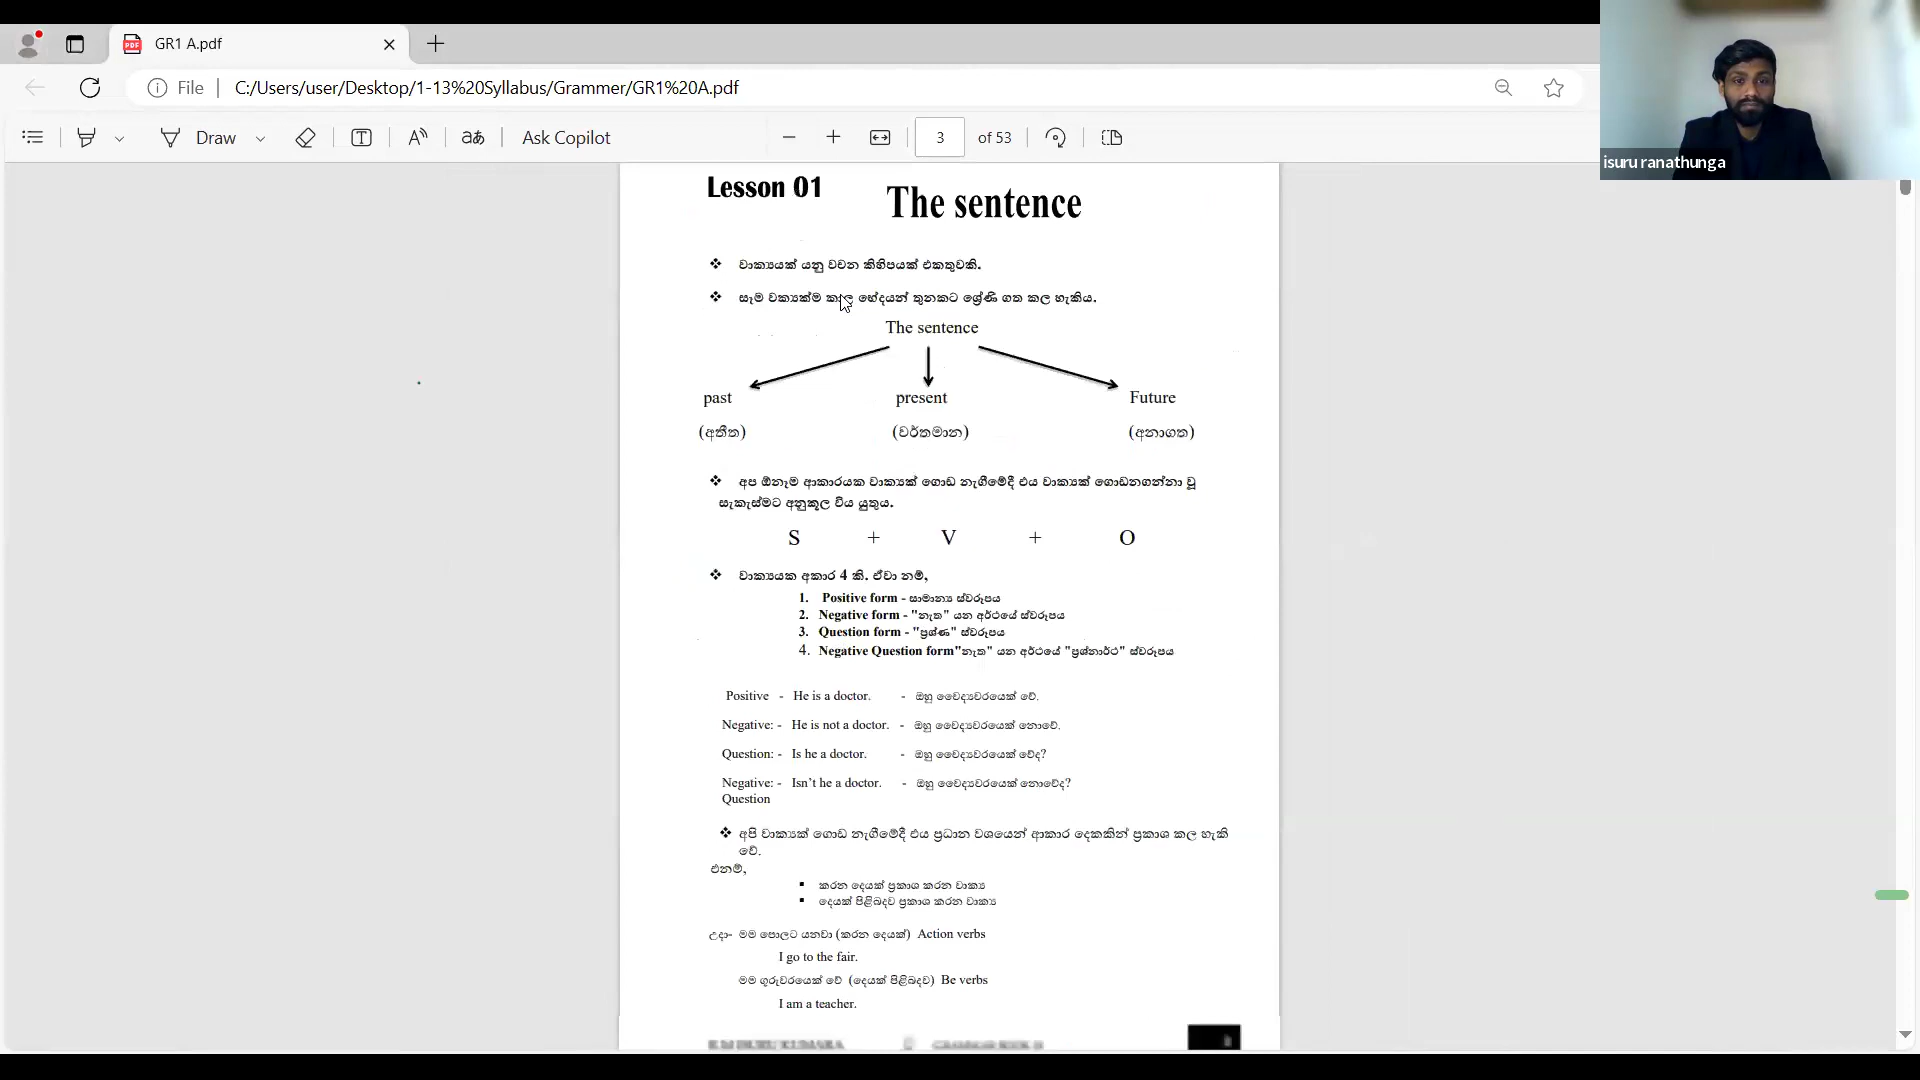 GR1 A.pdf
File C:/Users/user/Desktop/1-13%20Syllabus/Grammer/GR1%20A.pdf
Draw Ask Copilot 3 of 53
isuru ranathunga
Lesson 01 The sentence
❖ වාක්‍යයක් යනු වචන කිහිපයක් එකතුවකි.
❖ සෑම වක්‍යක්ම කාල භේදයන් තුනකට ශ්‍රේණි ගත කල හැකිය.
The sentence
past present Future
(අතීත) (වර්තමාන) (අනාගත)
❖ අප ඕනෑම ආකාරයක වාක්‍යක් ගොඩ නැගීමේදී එය වාක්‍යක් ගොඩනගන්නා වූ
සැකැස්මට අනුකූල විය යුතුය.
S + V + O
❖ වාක්‍යයක අකාර 4 කි. ඒවා නම්,
1. Positive form - සාමාන්‍ය ස්වරූපය
2. Negative form - "නැත" යන අර්ථයේ ස්වරූපය
3. Question form - "ප්‍රශ්ණ" ස්වරූපය
4. Negative Question form"නැත" යන අර්ථයේ "ප්‍රශ්නාර්ථ" ස්වරූපය
Positive - He is a doctor. - ඔහු වෛද්‍යවරයෙක් වේ.
Negative: - He is not a doctor. - ඔහු වෛද්‍යවරයෙක් නොවේ.
Question: - Is he a doctor. - ඔහු වෛද්‍යවරයෙක් වේද?
Negative: - Isn't he a doctor. - ඔහු වෛද්‍යවරයෙක් නොවේද?
Question
❖ අපි වාක්‍යක් ගොඩ නැගීමේදී එය ප්‍රධාන වශයෙන් ආකාර දෙකකින් ප්‍රකාශ කල හැකි
වේ.
එනම්,
▪ කරන දෙයක් ප්‍රකාශ කරන වාක්‍ය
▪ දෙයක් පිළිබදව ප්‍රකාශ කරන වාක්‍ය
උදා- මම පොලට යනවා (කරන දෙයක්) Action verbs
I go to the fair.
මම ගුරුවරයෙක් වේ (දෙයක් පිළිබදව) Be verbs
I am a teacher.